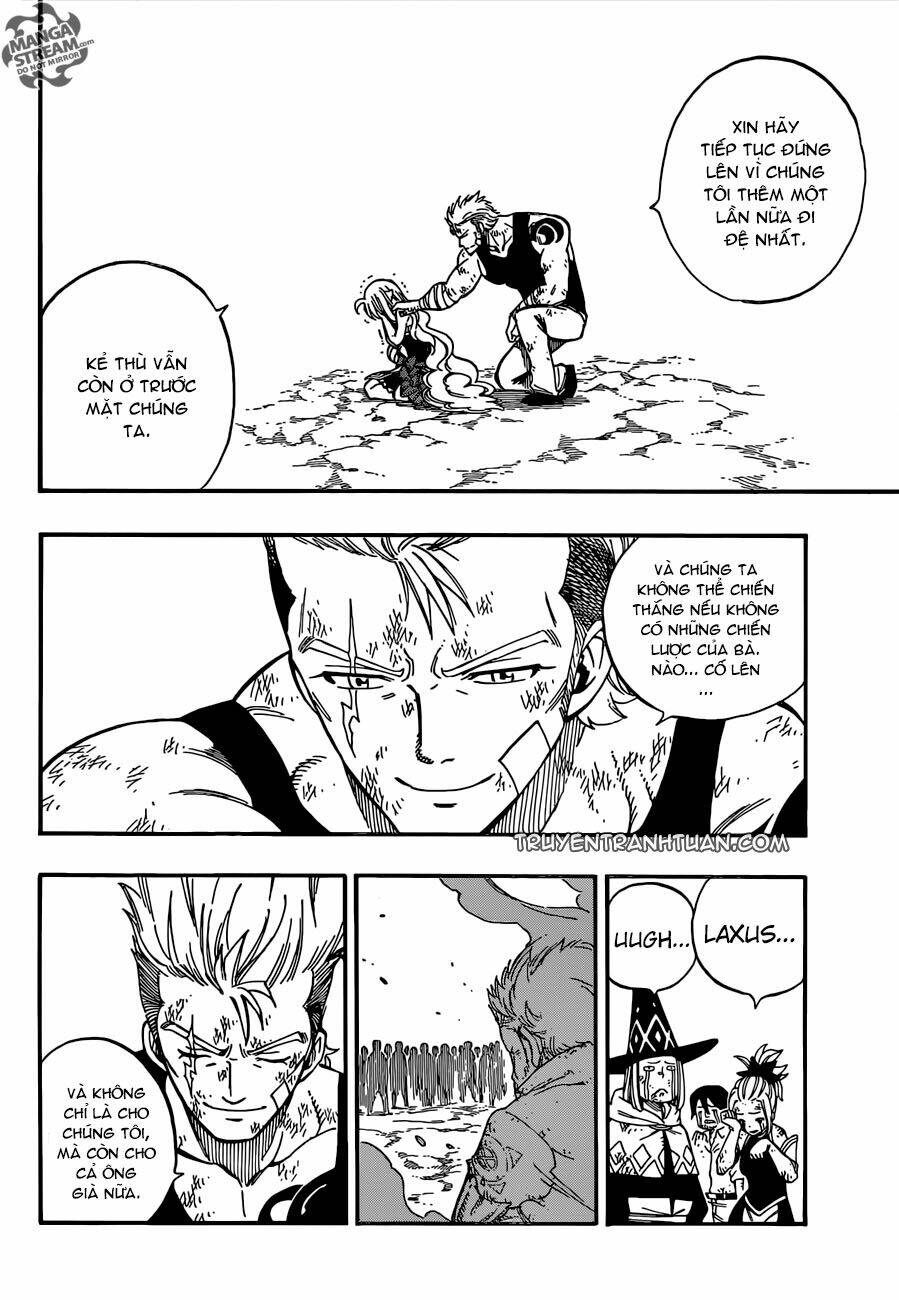 MANGA
STREAM.com
DO NOT MIRROR
XIN HÃY
TIẾP TỤC ĐÚNG
LÊN VÌ CHÚNG
TÔI THÊM MỘT
LẦN NỮA ĐI
ĐỆ NHẤT.
KẺ THÙ VẪN
CÒN Ở TRƯỚC
MẶT CHÚNG
TA.
VÀ CHÚNG TA
KHÔNG THỂ CHIẾN
THẮNG NẾU KHÔNG
CÓ NHỮNG CHIẾN
LƯỢC CỦA BÀ.
NÀO... CỐ LÊN
...
TRUYENTRANHTUAN.COM
LAXUS...
UUGH...
VÀ KHÔNG
CHỈ LÀ CHO
CHÚNG TÔI,
MÀ CÒN CHO
CẢ ÔNG
GIÀ NỮA.